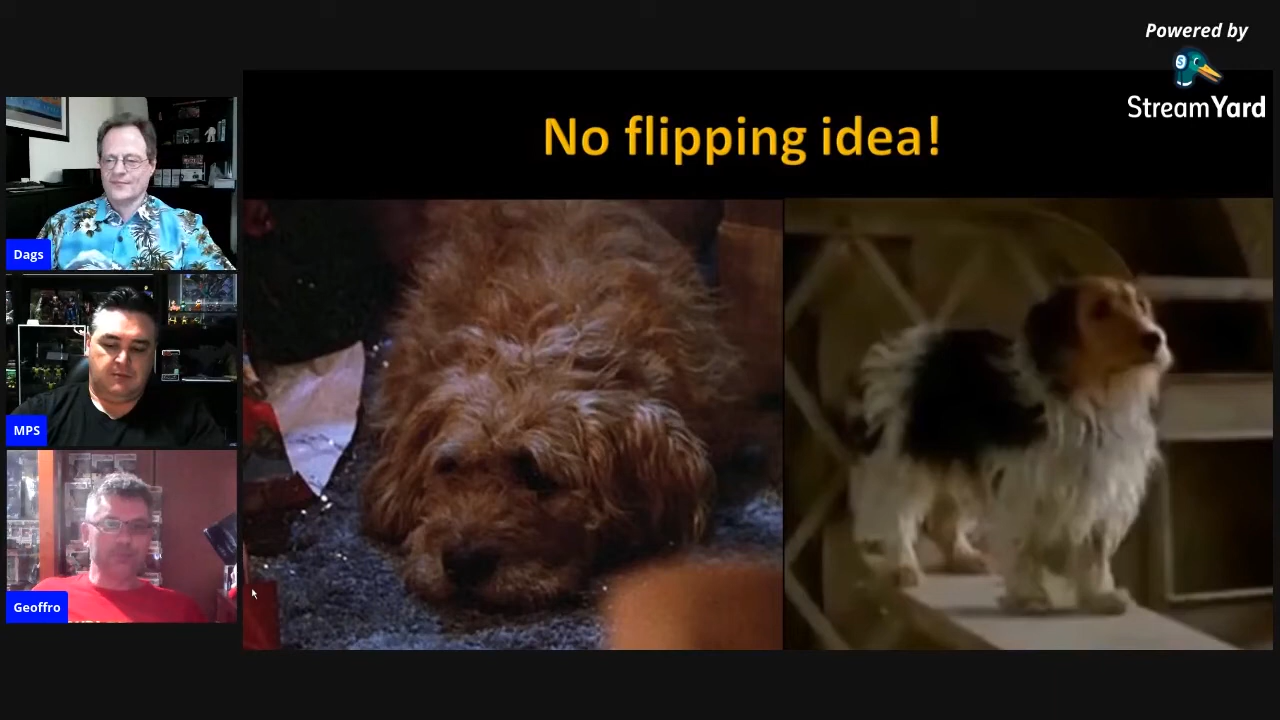 Powered by
StreamYard
No flipping idea!
Dags
MPS
Geoffro